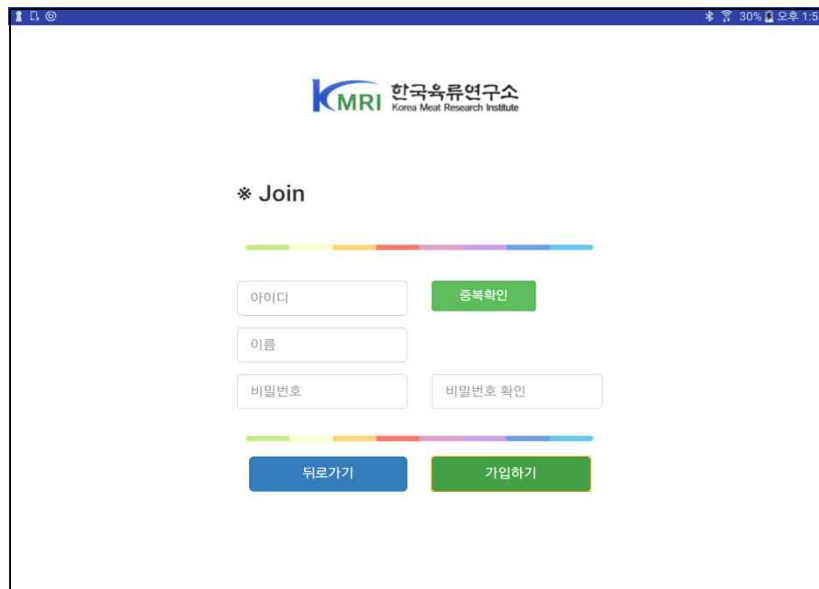 30% 오후 1:5
KMRI 한국육류연구소
Korea Meat Research Institute
※ Join
아이디
중복확인
이름
비밀번호
비밀번호 확인
뒤로가기
가입하기